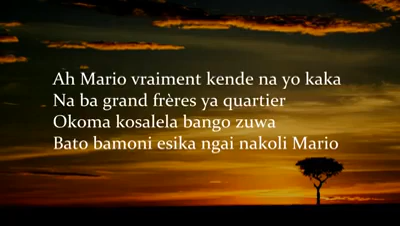 Ah Mario vraiment kende na yo kaka
Na ba grand frères ya quartier
Okoma kosalela bango zuwa
Bato bamoni esika ngai nakoli Mario